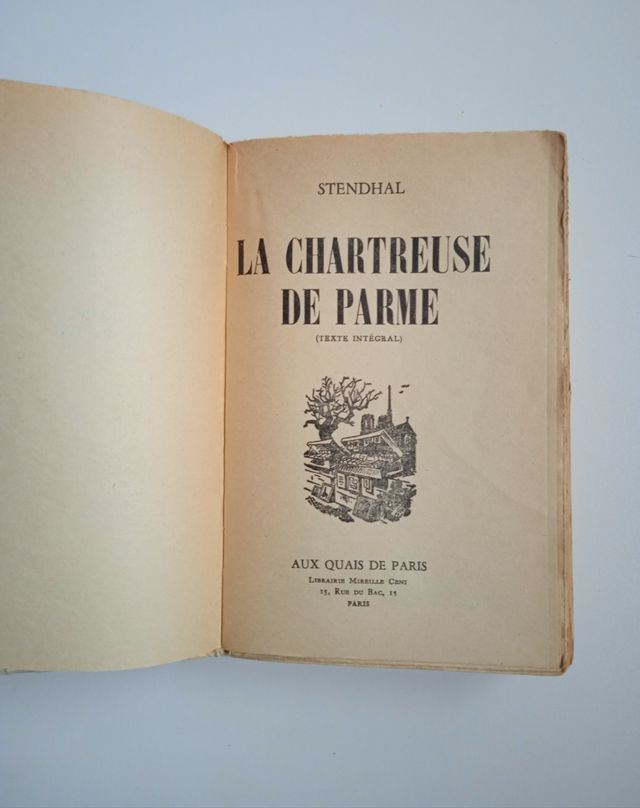 STENDHAL
LA CHARTREUSE
DE PARME
(TEXTE INTÉGRAL)
AUX QUAIS DE PARIS
LIBRAIRIE MIREILLE CENI
15, RUE DU BAC, 15
PARIS